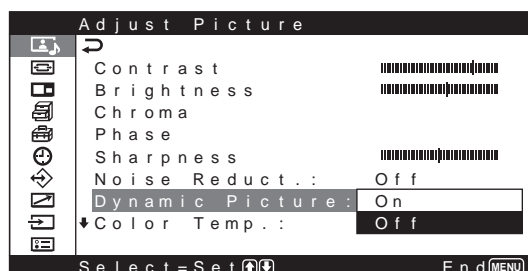 Adjust Picture
Contrast
Brightness
Chroma
Phase
Sharpness
Noise Reduct.: Off
Dynamic Picture: On
Color Temp.: Off
Select=Set End MENU